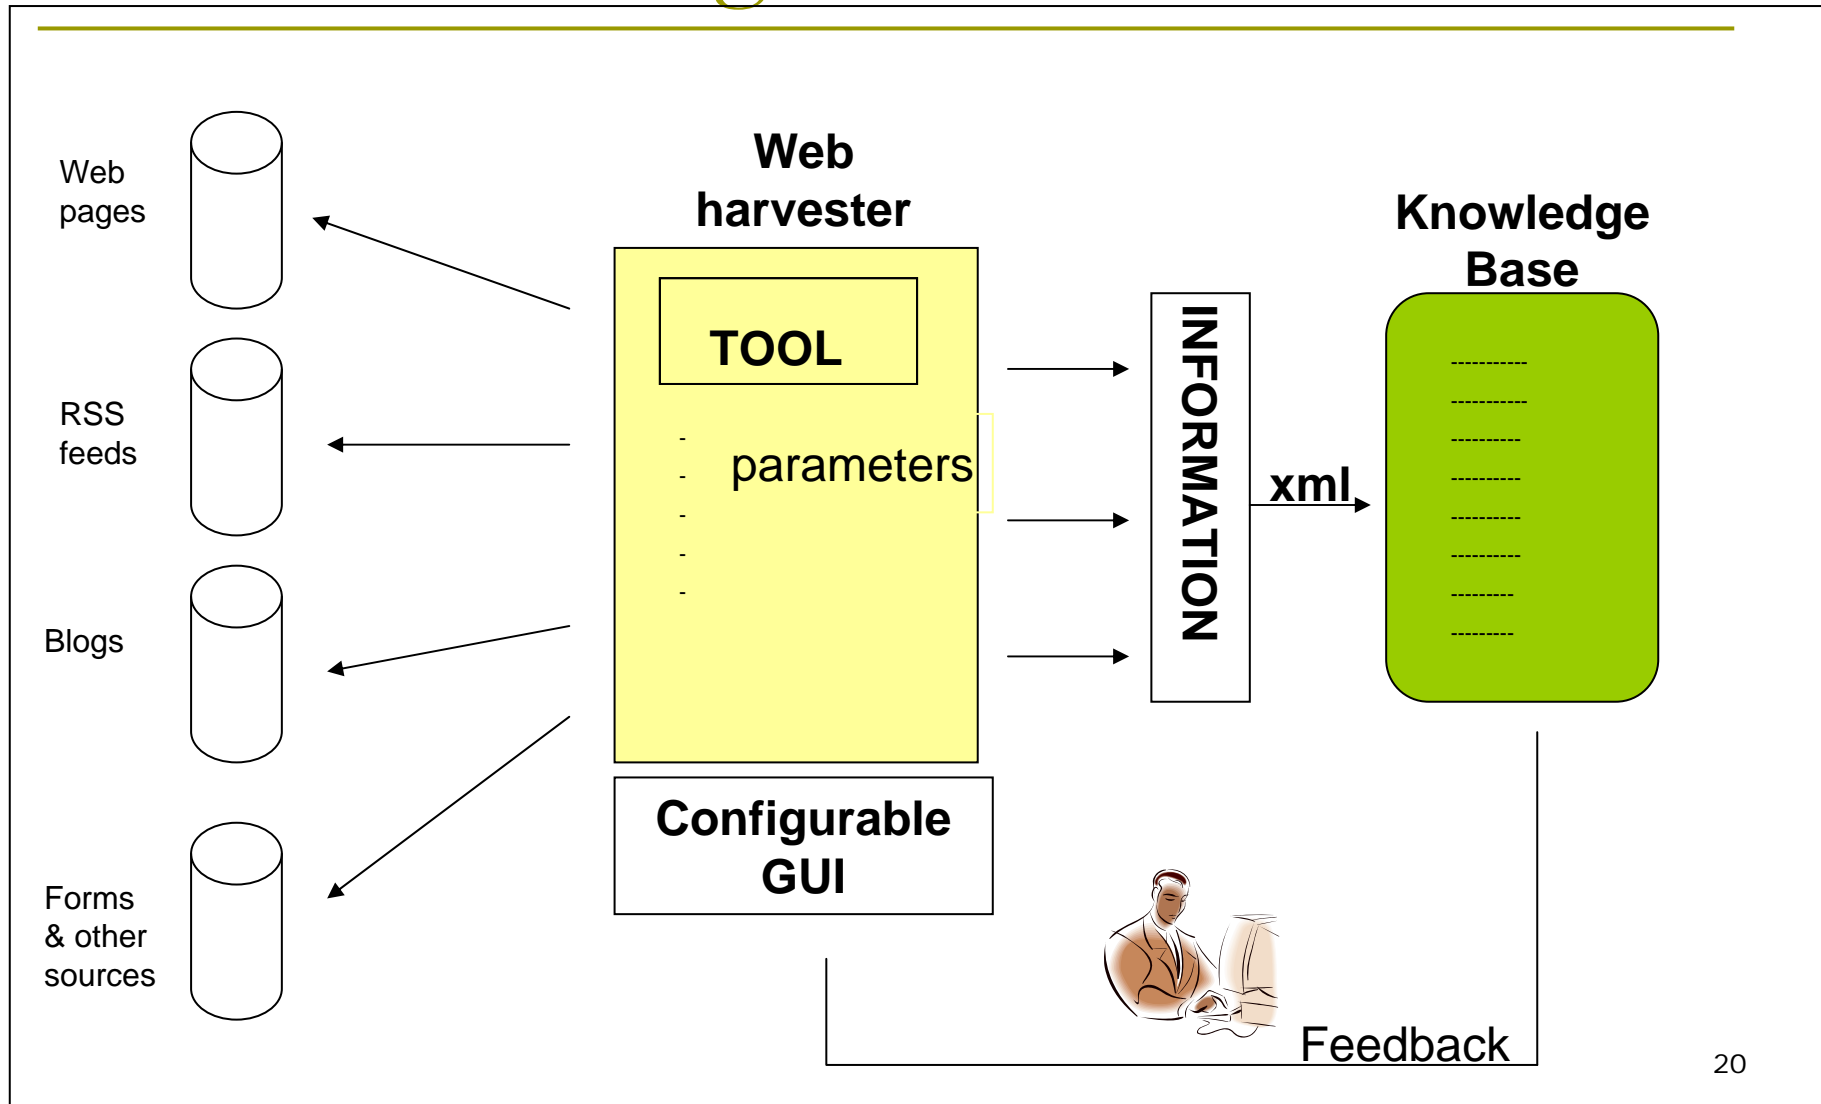 Web
pages
RSS
feeds
Blogs
Forms
& other
sources
Web
harvester
TOOL
-
- parameters
-
-
-
Configurable
GUI
INFORMATION
xml
Knowledge
Base
-----------
-----------
----------
----------
----------
----------
---------
---------
Feedback
20